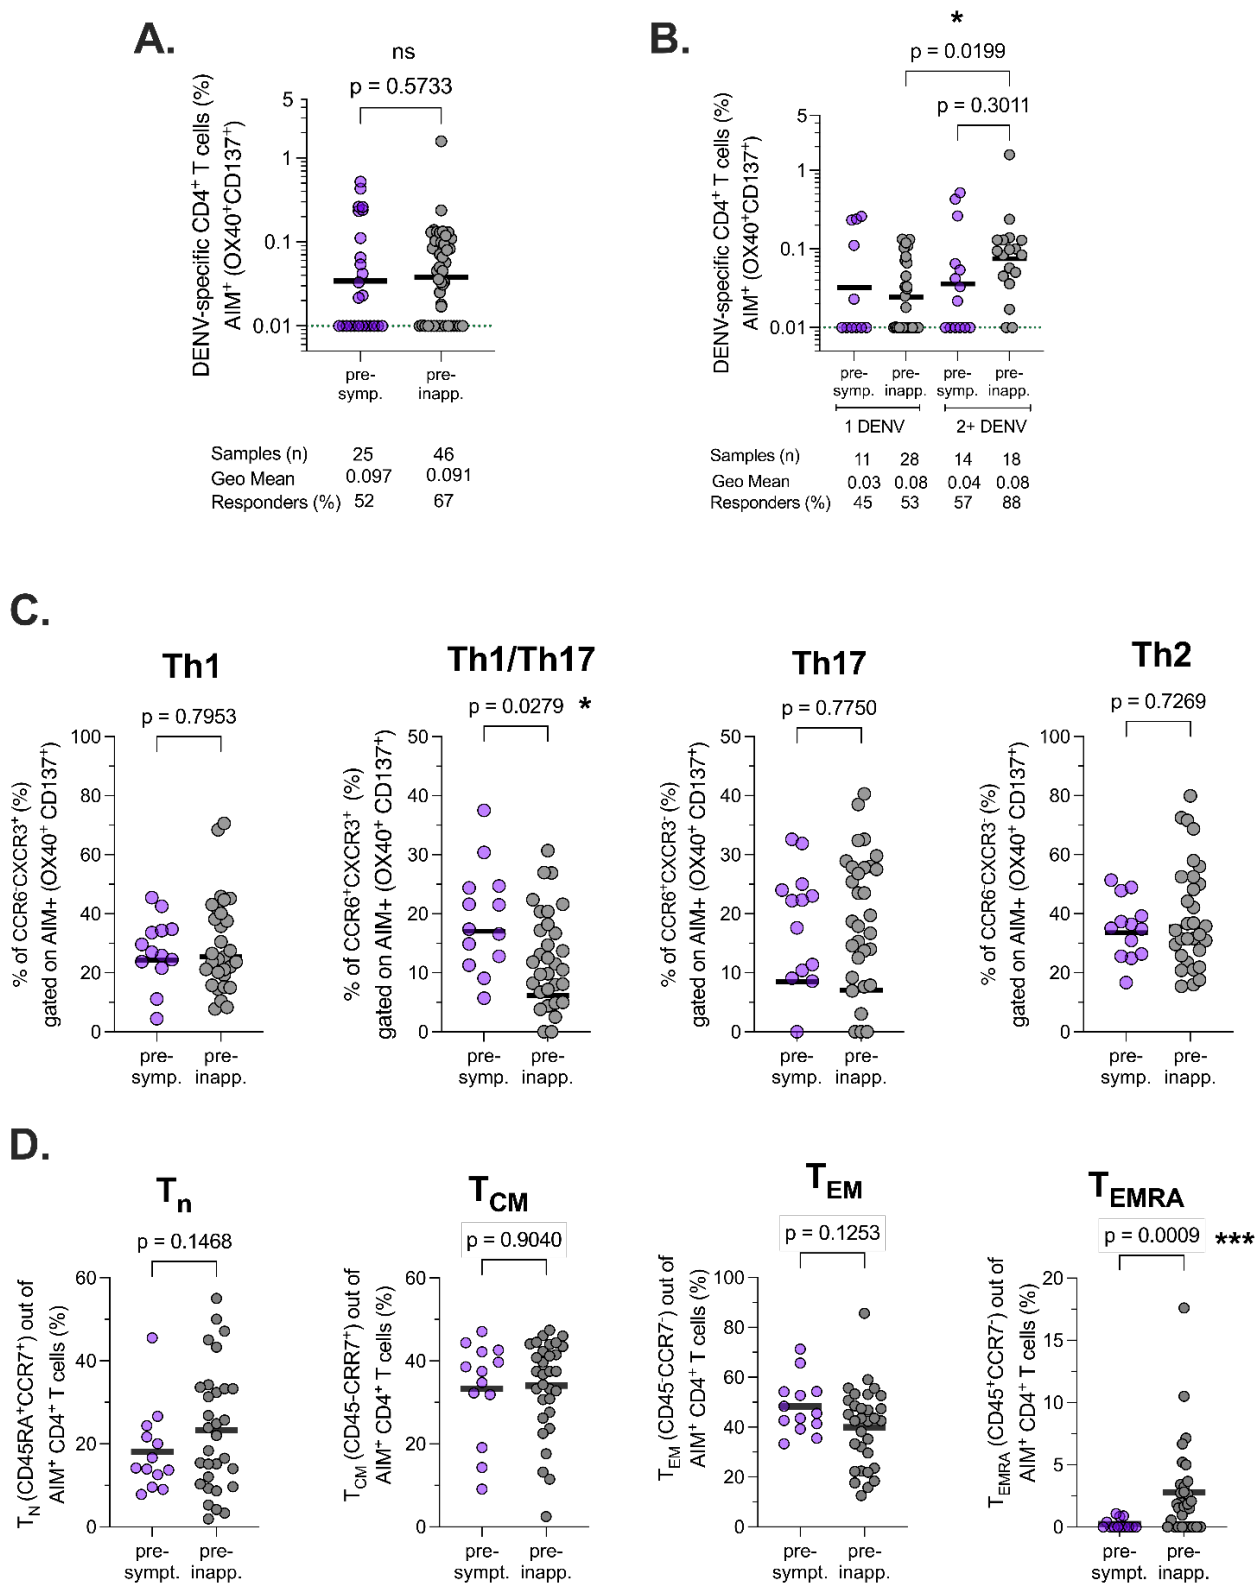 A.
ns
p = 0.5733
DENV-specific CD4+ T cells (%)
AIM+ (OX40+CD137+)
5
1
0.1
0.01
pre-
symp.
pre-
inapp.
Samples (n) 25 46
Geo Mean 0.097 0.091
Responders (%) 52 67
B.
*
p = 0.0199
p = 0.3011
DENV-specific CD4+ T cells (%)
AIM+ (OX40+CD137+)
5
1
0.1
0.01
pre-
symp.
pre-
inapp.
pre-
symp.
pre-
inapp.
1 DENV 2+ DENV
Samples (n) 11 28 14 18
Geo Mean 0.03 0.08 0.04 0.08
Responders (%) 45 53 57 88
C.
Th1
p = 0.7953
% of CCR6-CXCR3+ (%)
gated on AIM+ (OX40+ CD137+)
100
80
60
40
20
0
pre-
symp.
pre-
inapp.
Th1/Th17
p = 0.0279 *
% of CCR6+CXCR3+ (%)
gated on AIM+ (OX40+ CD137+)
50
40
30
20
10
0
pre-
symp.
pre-
inapp.
Th17
p = 0.7750
% of CCR6+CXCR3- (%)
gated on AIM+ (OX40+ CD137+)
50
40
30
20
10
0
pre-
symp.
pre-
inapp.
Th2
p = 0.7269
% of CCR6-CXCR3- (%)
gated on AIM+ (OX40+ CD137+)
100
80
60
40
20
0
pre-
symp.
pre-
inapp.
D.
Tn
p = 0.1468
TN (CD45RA+CCR7+) out of
AIM+ CD4+ T cells (%)
60
40
20
0
pre-
sympt.
pre-
inapp.
TCM
p = 0.9040
TCM (CD45-CRR7+) out of
AIM+ CD4+ T cells (%)
60
40
20
0
pre-
sympt.
pre-
inapp.
TEM
p = 0.1253
TEM (CD45-CCR7-) out of
AIM+ CD4+ T cells (%)
100
80
60
40
20
0
pre-
sympt.
pre-
inapp.
TEMRA
p = 0.0009 ***
TEMRA (CD45+CCR7-) out of
AIM+ CD4+ T cells (%)
20
15
10
5
0
pre-
sympt.
pre-
inapp.